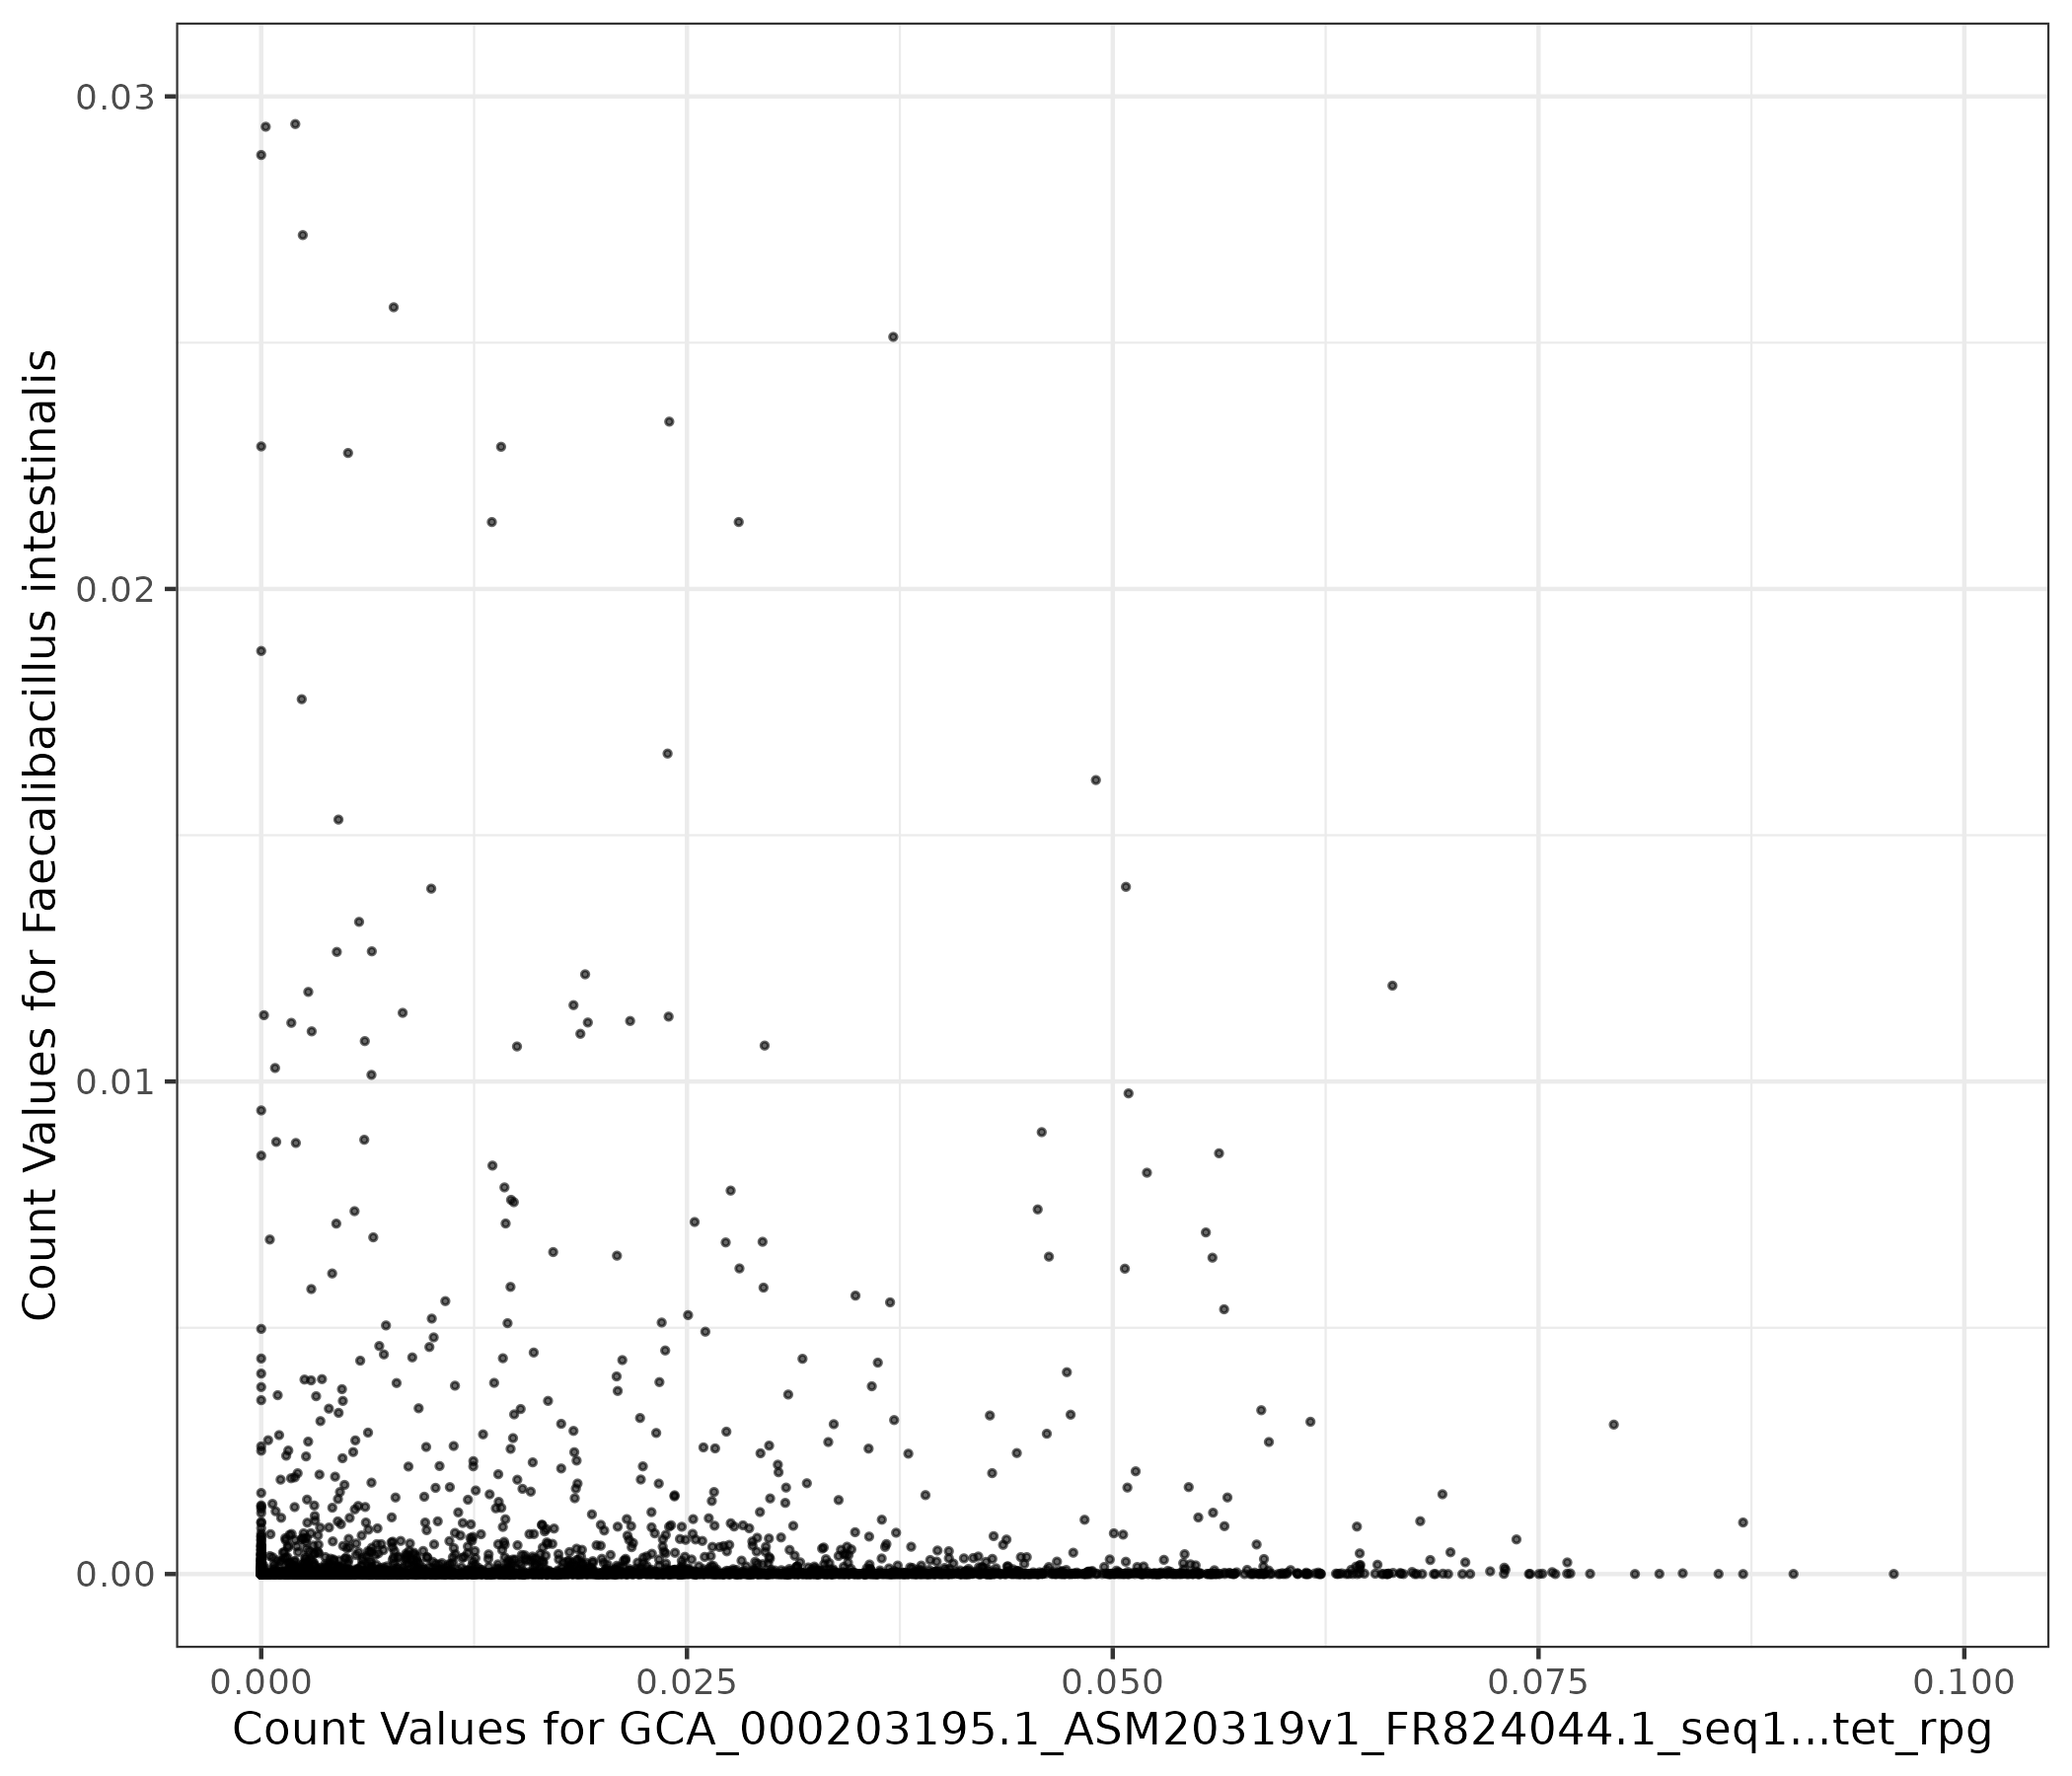 Count Values for Faecalibacillus intestinalis
0.03
0.02
0.01
0.00
0.000 0.025 0.050 0.075 0.100
Count Values for GCA_000203195.1_ASM20319v1_FR824044.1_seq1...tet_rpg